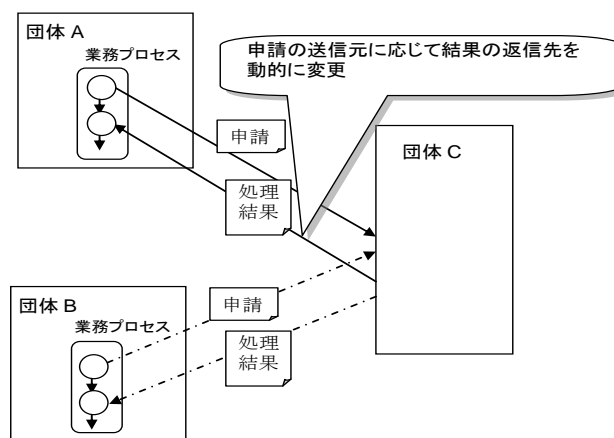 団体 A
業務プロセス
申請の送信元に応じて結果の返信先を
動的に変更
申請
処理
結果
団体 C
団体 B
業務プロセス
申請
処理
結果